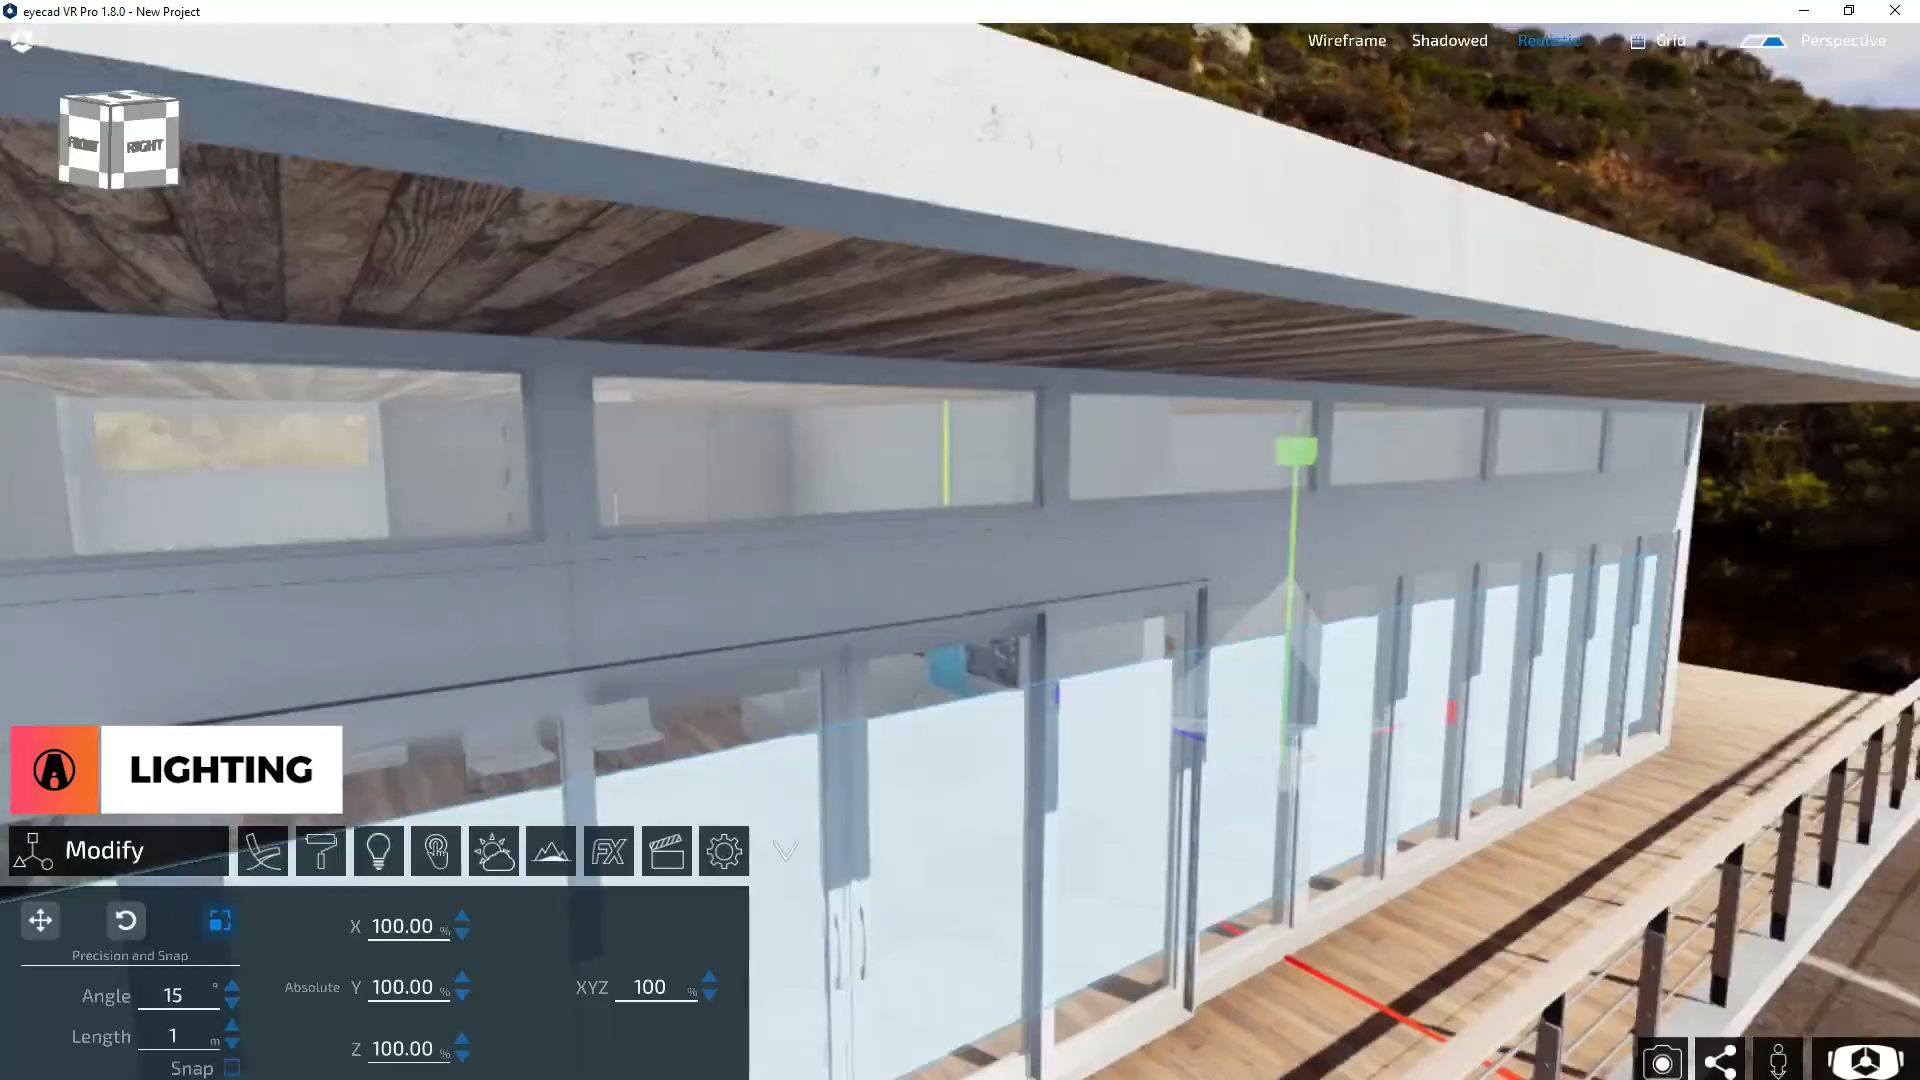 eyecad VR Pro 1.8.0 - New Project
Wireframe Shadowed Realistic Grid Perspective
FRONT RIGHT
LIGHTING
Modify FX
Precision and Snap
X 100.00 %
Angle 15 °
Absolute Y 100.00 %
XYZ 100 %
Length 1 m
Z 100.00 %
Snap